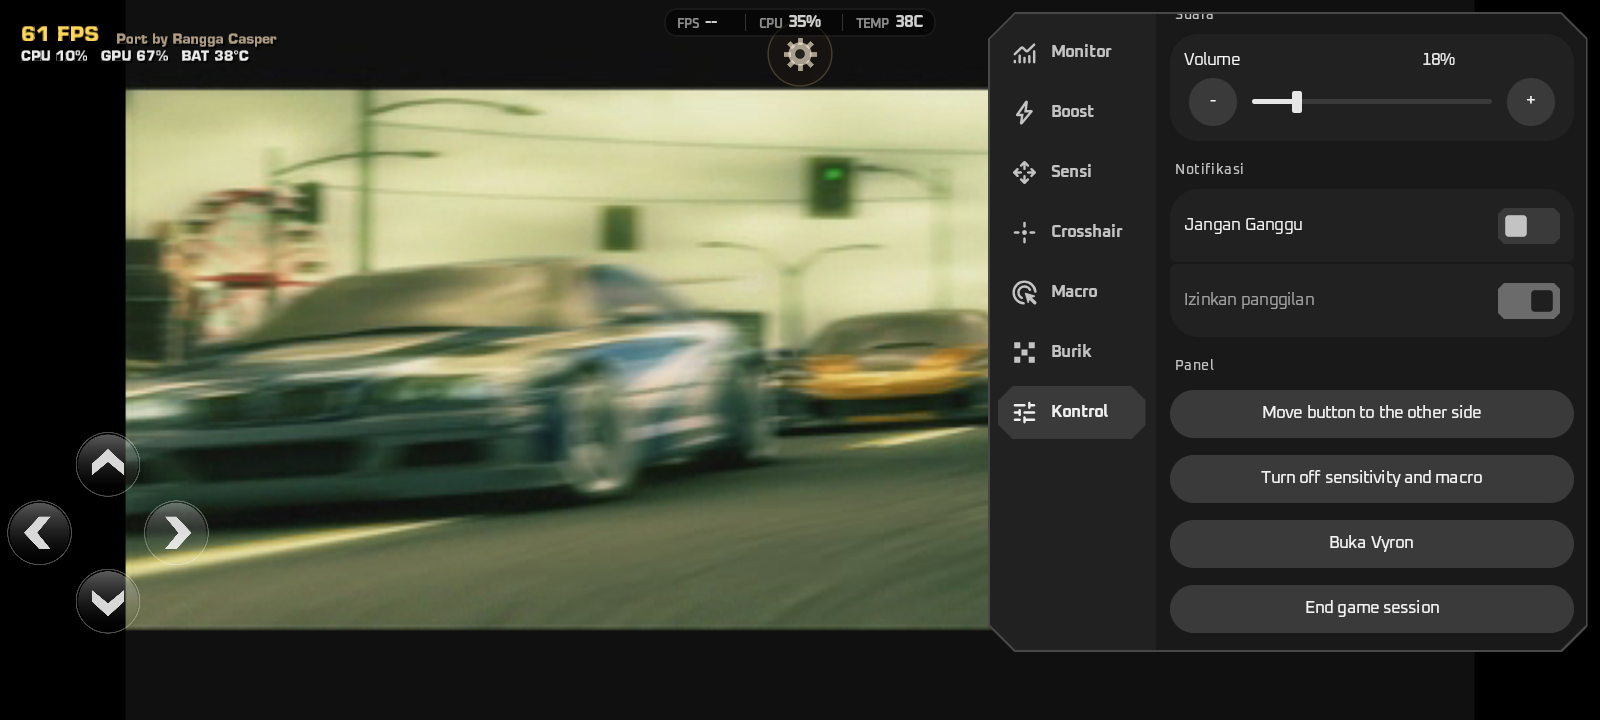 61 FPS
Port by Rangga Casper
CPU 10% GPU 67% BAT 38°C
FPS -- CPU 35% TEMP 38C
Monitor
Boost
Sensi
Crosshair
Macro
Burik
Kontrol
Suara
Volume 18%
- +
Notifikasi
Jangan Ganggu
Izinkan panggilan
Panel
Move button to the other side
Turn off sensitivity and macro
Buka Vyron
End game session